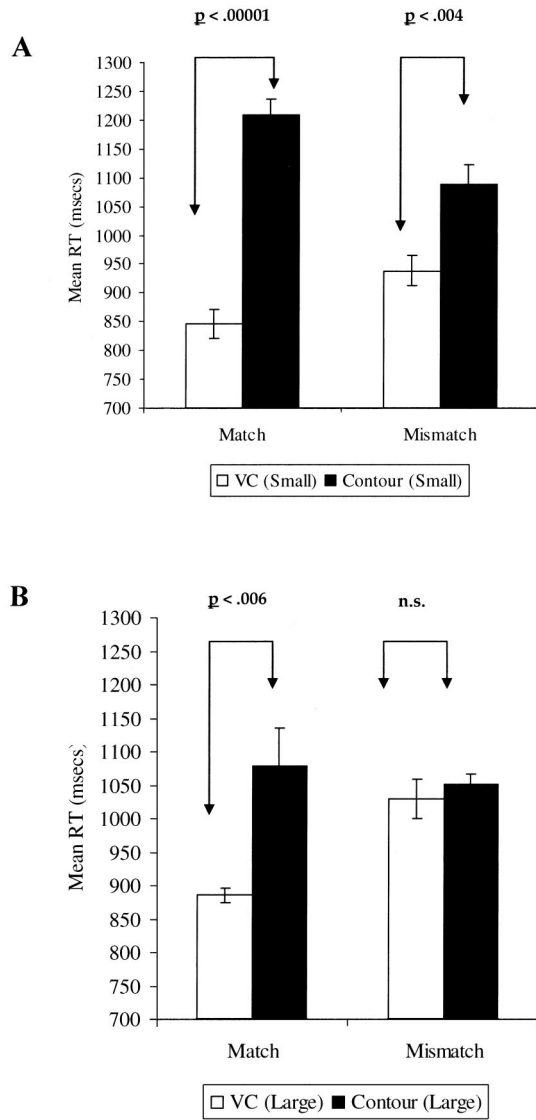 A
p < .00001
p < .004
Mean RT (msecs)
1300
1250
1200
1150
1100
1050
1000
950
900
850
800
750
700
Match
Mismatch
VC (Small) Contour (Small)
B
p < .006
n.s.
Mean RT (msecs)
1300
1250
1200
1150
1100
1050
1000
950
900
850
800
750
700
Match
Mismatch
VC (Large) Contour (Large)